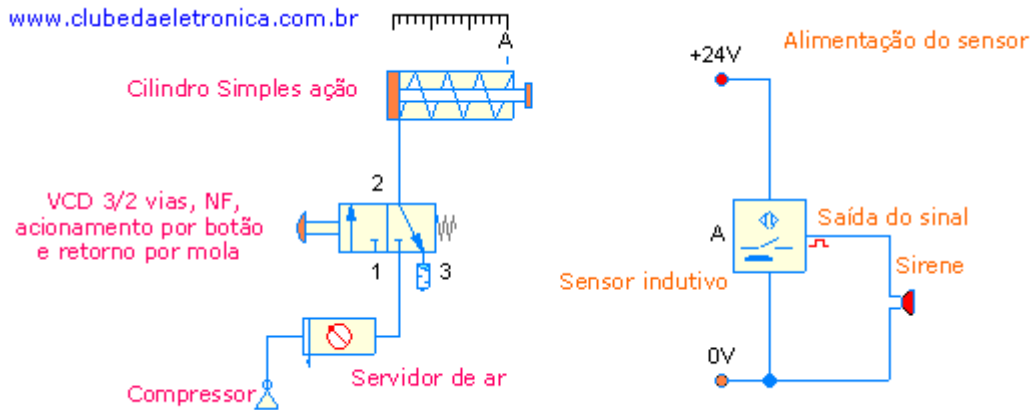 www.clubedaeletronica.com.br
A
Cilindro Simples ação
VCD 3/2 vias, NF,
acionamento por botão
e retorno por mola
2
1
3
Servidor de ar
Compressor
Alimentação do sensor
+24V
A
Saída do sinal
Sensor indutivo
Sirene
0V